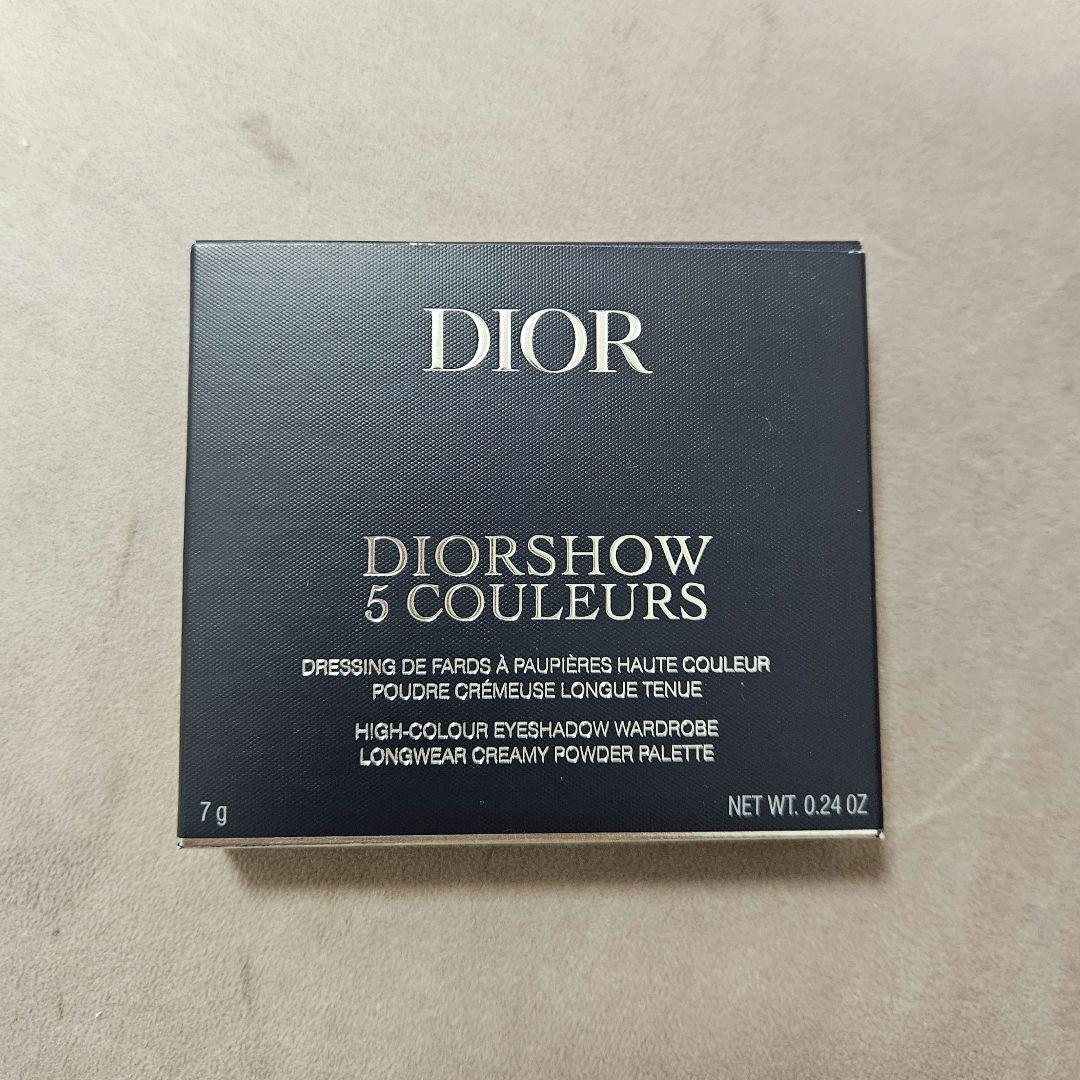 DIOR
DIORSHOW
5 COULEURS
DRESSING DE FARDS À PAUPIÈRES HAUTE COULEUR
POUDRE CRÉMEUSE LONGUE TENUE
HIGH-COLOUR EYESHADOW WARDROBE
LONGWEAR CREAMY POWDER PALETTE
7 g
NET WT. 0.24 OZ